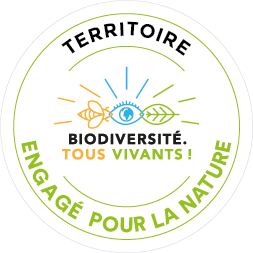 TERRITOIRE
BIODIVERSITÉ.
TOUS VIVANTS !
ENGAGÉ POUR LA NATURE